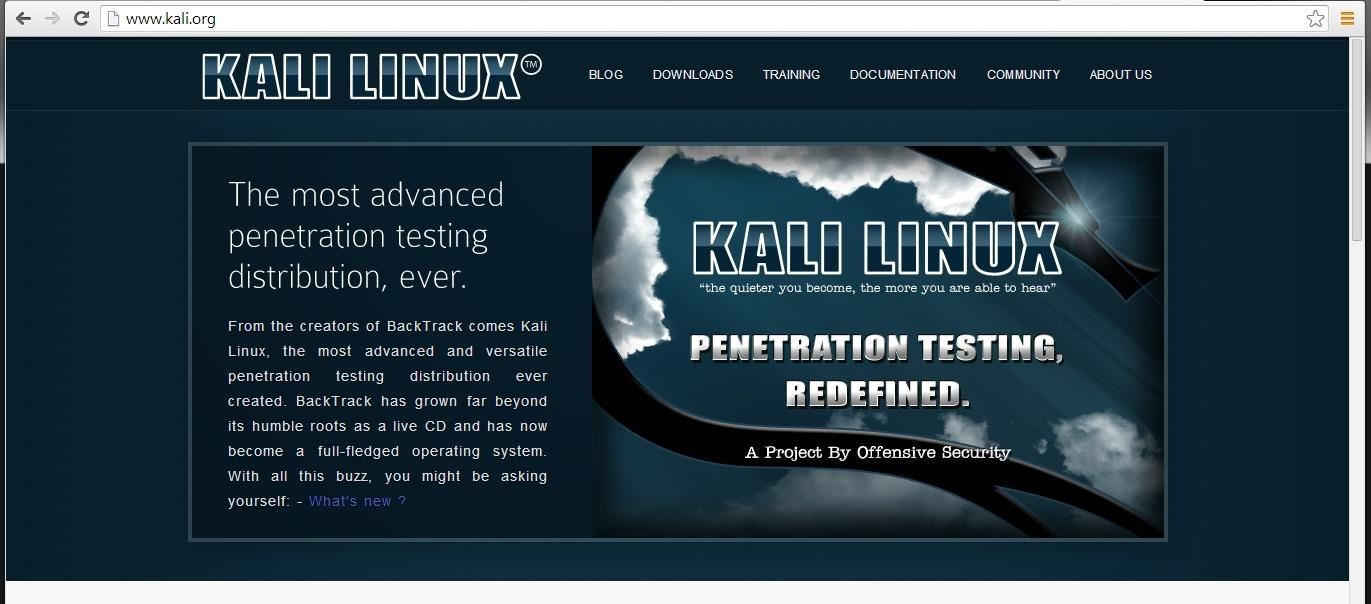 www.kali.org
KALI LINUX™
BLOG DOWNLOADS TRAINING DOCUMENTATION COMMUNITY ABOUT US
The most advanced
penetration testing
distribution, ever.
From the creators of BackTrack comes Kali
Linux, the most advanced and versatile
penetration testing distribution ever
created. BackTrack has grown far beyond
its humble roots as a live CD and has now
become a full-fledged operating system.
With all this buzz, you might be asking
yourself: - What's new ?
KALI LINUX
“the quieter you become, the more you are able to hear”
PENETRATION TESTING,
REDEFINED.
A Project By Offensive Security